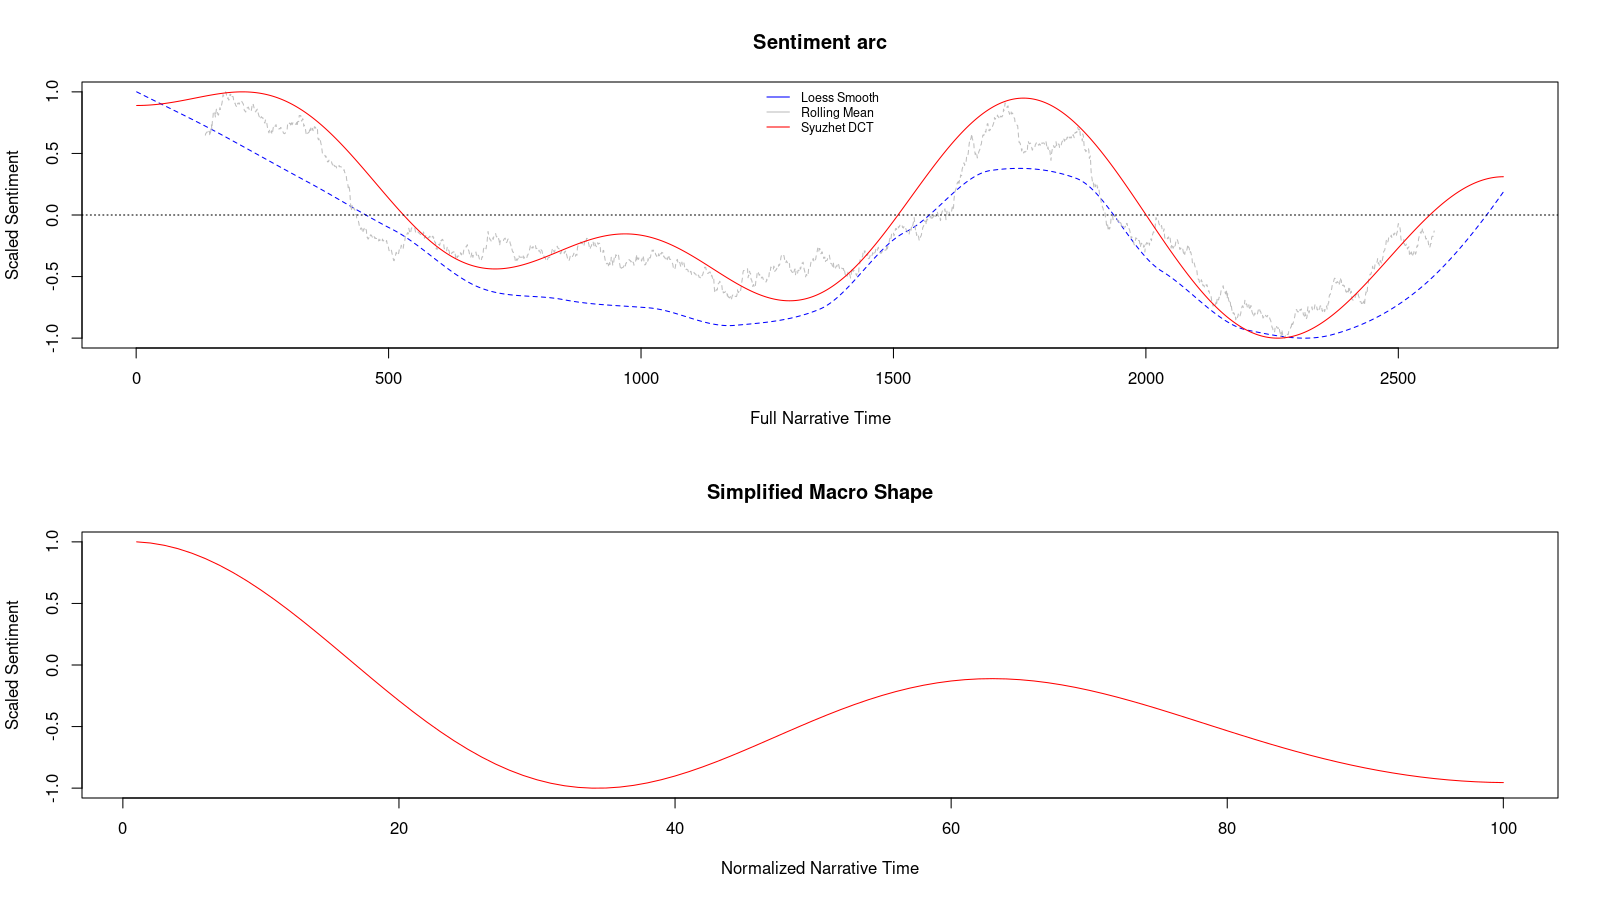 Sentiment arc
Loess Smooth
Rolling Mean
Syuzhet DCT
Scaled Sentiment
1.0
0.5
0.0
-0.5
-1.0
0 500 1000 1500 2000 2500
Full Narrative Time
Simplified Macro Shape
Scaled Sentiment
1.0
0.5
0.0
-0.5
-1.0
0 20 40 60 80 100
Normalized Narrative Time